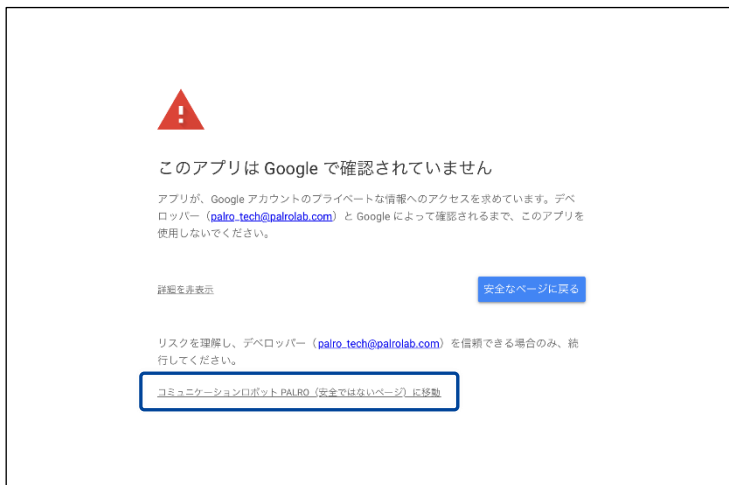 このアプリは Google で確認されていません
アプリが、Google アカウントのプライベートな情報へのアクセスを求めています。デベ
ロッパー（palro_tech@palrolab.com）と Google によって確認されるまで、このアプリを
使用しないでください。
詳細を非表示
安全なページに戻る
リスクを理解し、デベロッパー（palro_tech@palrolab.com）を信頼できる場合のみ、続
行してください。
コミュニケーションロボット PALRO（安全ではないページ）に移動